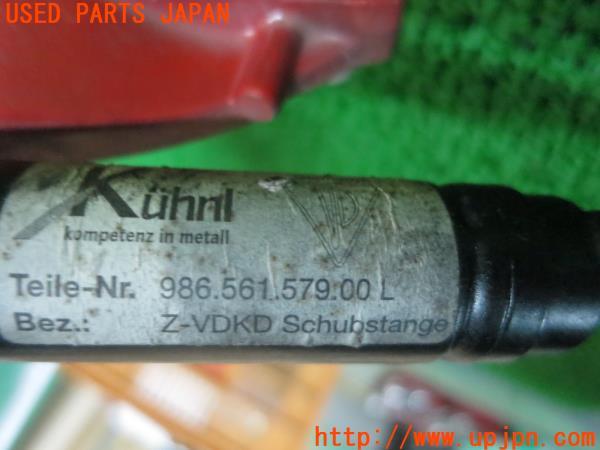 USED PARTS JAPAN
Kühnl
kompetenz in metall
Teile-Nr. 986.561.579.00 L
Bez.: Z-VDKD Schubstange
http://www.upjpn.com